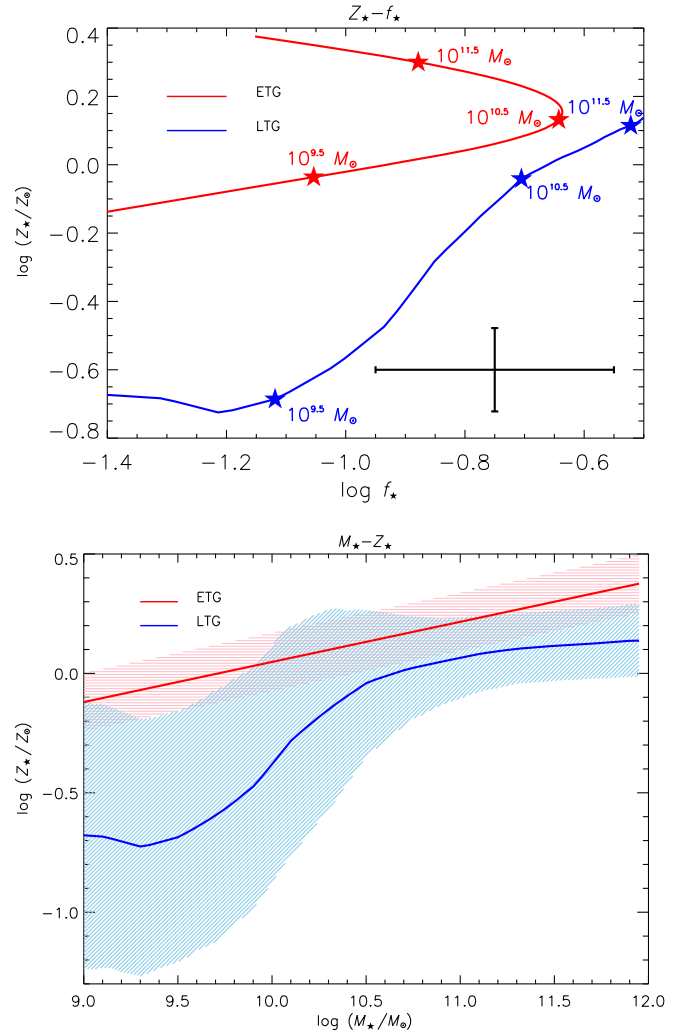 Z★−f★
0.4
0.2
0.0
−0.2
−0.4
−0.6
−0.8
log (Z★/Z⊙)
ETG
LTG
10^11.5 M⊙
10^11.5 M⊙
10^10.5 M⊙
10^9.5 M⊙
10^10.5 M⊙
10^9.5 M⊙
−1.4 −1.2 −1.0 −0.8 −0.6
log f★
M★−Z★
0.5
0.0
−0.5
−1.0
log (Z★/Z⊙)
ETG
LTG
9.0 9.5 10.0 10.5 11.0 11.5 12.0
log (M★/M⊙)